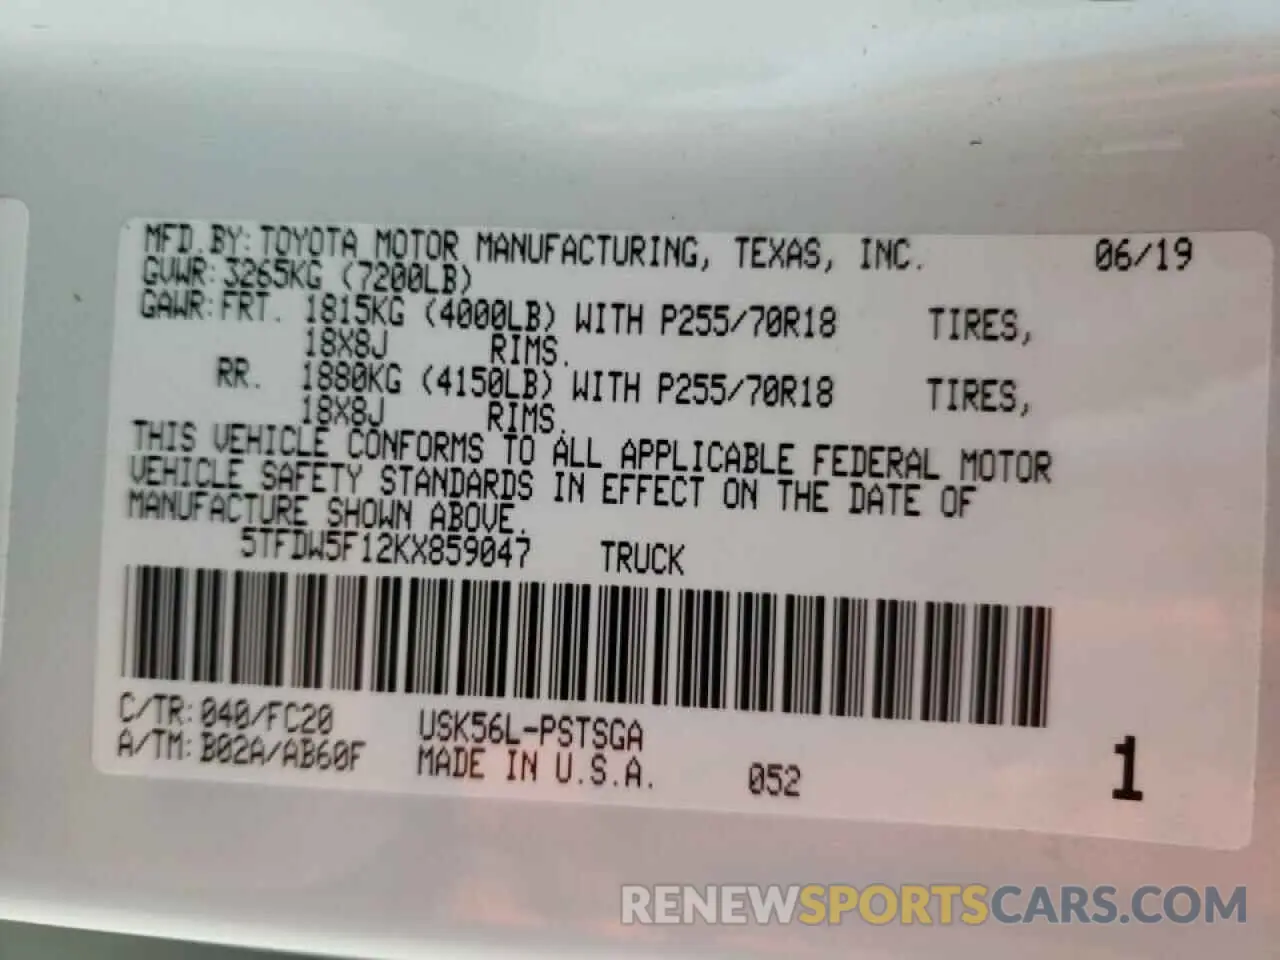 MFD. BY: TOYOTA MOTOR MANUFACTURING, TEXAS, INC. 06/19
GVWR: 3265KG (7200LB)
GAWR: FRT. 1815KG (4000LB) WITH P255/70R18 TIRES,
18X8J RIMS.
RR. 1880KG (4150LB) WITH P255/70R18 TIRES,
18X8J RIMS.
THIS VEHICLE CONFORMS TO ALL APPLICABLE FEDERAL MOTOR
VEHICLE SAFETY STANDARDS IN EFFECT ON THE DATE OF
MANUFACTURE SHOWN ABOVE.
5TFDW5F12KX859047 TRUCK
C/TR: 040/FC20 USK56L-PSTSGA
A/TM: B02A/AB60F MADE IN U.S.A. 052 1
RENEWSPORTSCARS.COM